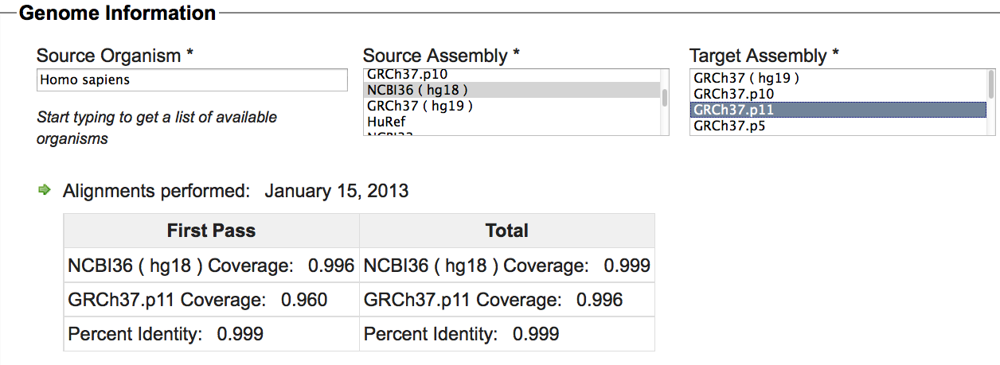 Genome Information
Source Organism *
Homo sapiens
Start typing to get a list of available
organisms
Source Assembly *
GRCh37.p10
NCBI36 ( hg18 )
GRCh37 ( hg19 )
HuRef
Target Assembly *
GRCh37 ( hg19 )
GRCh37.p10
GRCh37.p11
GRCh37.p5
Alignments performed: January 15, 2013
First Pass Total
NCBI36 ( hg18 ) Coverage: 0.996 NCBI36 ( hg18 ) Coverage: 0.999
GRCh37.p11 Coverage: 0.960 GRCh37.p11 Coverage: 0.996
Percent Identity: 0.999 Percent Identity: 0.999